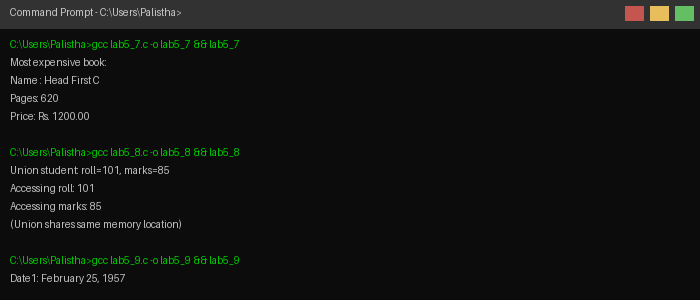 Command Prompt - C:\Users\Palistha>
C:\Users\Palistha>gcc lab5_7.c -o lab5_7 && lab5_7
Most expensive book:
Name : Head First C
Pages: 620
Price: Rs. 1200.00
C:\Users\Palistha>gcc lab5_8.c -o lab5_8 && lab5_8
Union student: roll=101, marks=85
Accessing roll: 101
Accessing marks: 85
(Union shares same memory location)
C:\Users\Palistha>gcc lab5_9.c -o lab5_9 && lab5_9
Date1: February 25, 1957